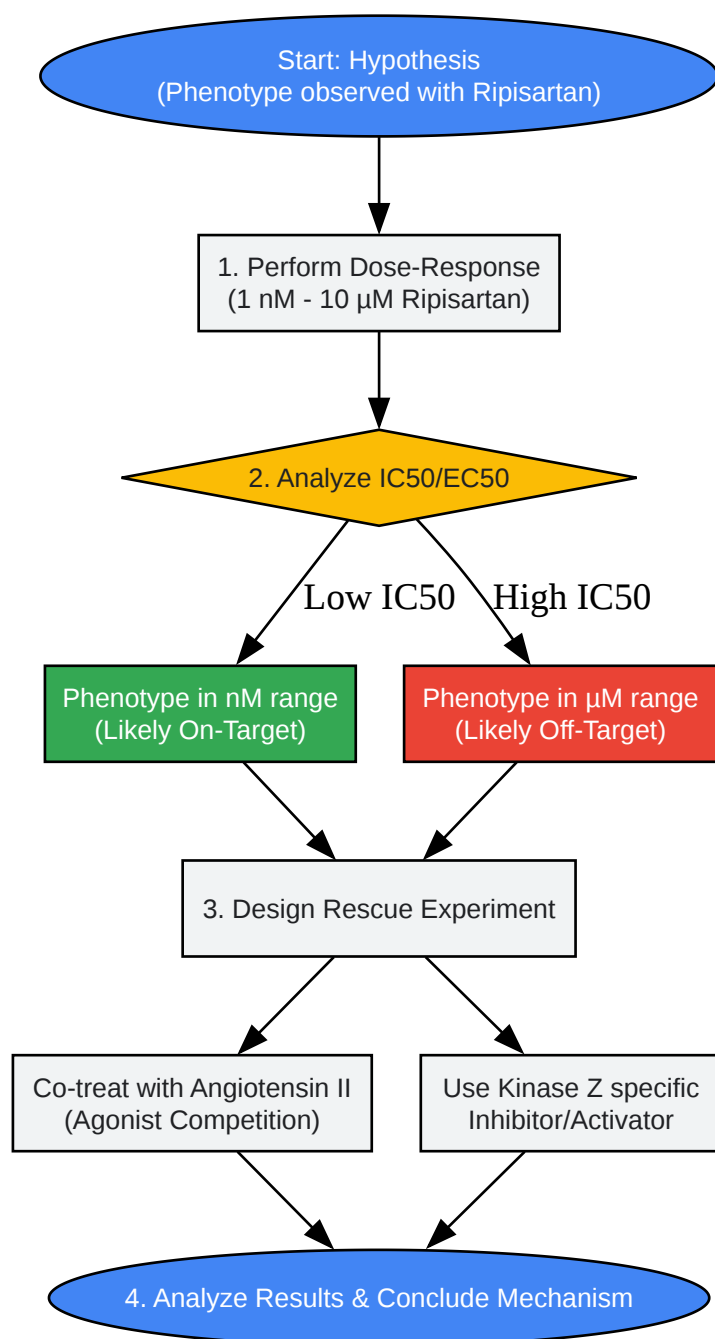 Start: Hypothesis
(Phenotype observed with Ripisartan)
1. Perform Dose-Response
(1 nM - 10 µM Ripisartan)
2. Analyze IC50/EC50
Low IC50
High IC50
Phenotype in nM range
(Likely On-Target)
Phenotype in µM range
(Likely Off-Target)
3. Design Rescue Experiment
Co-treat with Angiotensin II
(Agonist Competition)
Use Kinase Z specific
Inhibitor/Activator
4. Analyze Results & Conclude Mechanism